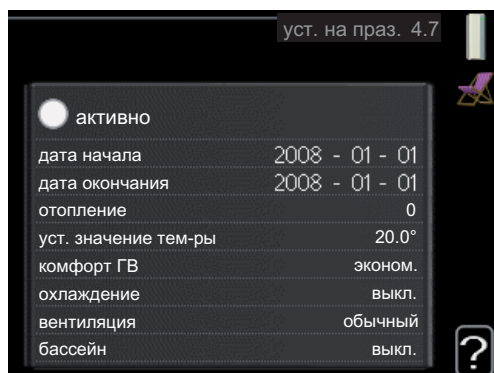 уст. на праз. 4.7
активно
дата начала 2008 - 01 - 01
дата окончания 2008 - 01 - 01
отопление 0
уст. значение тем-ры 20.0°
комфорт ГВ эконом.
охлаждение выкл.
вентиляция обычный
бассейн выкл.
?